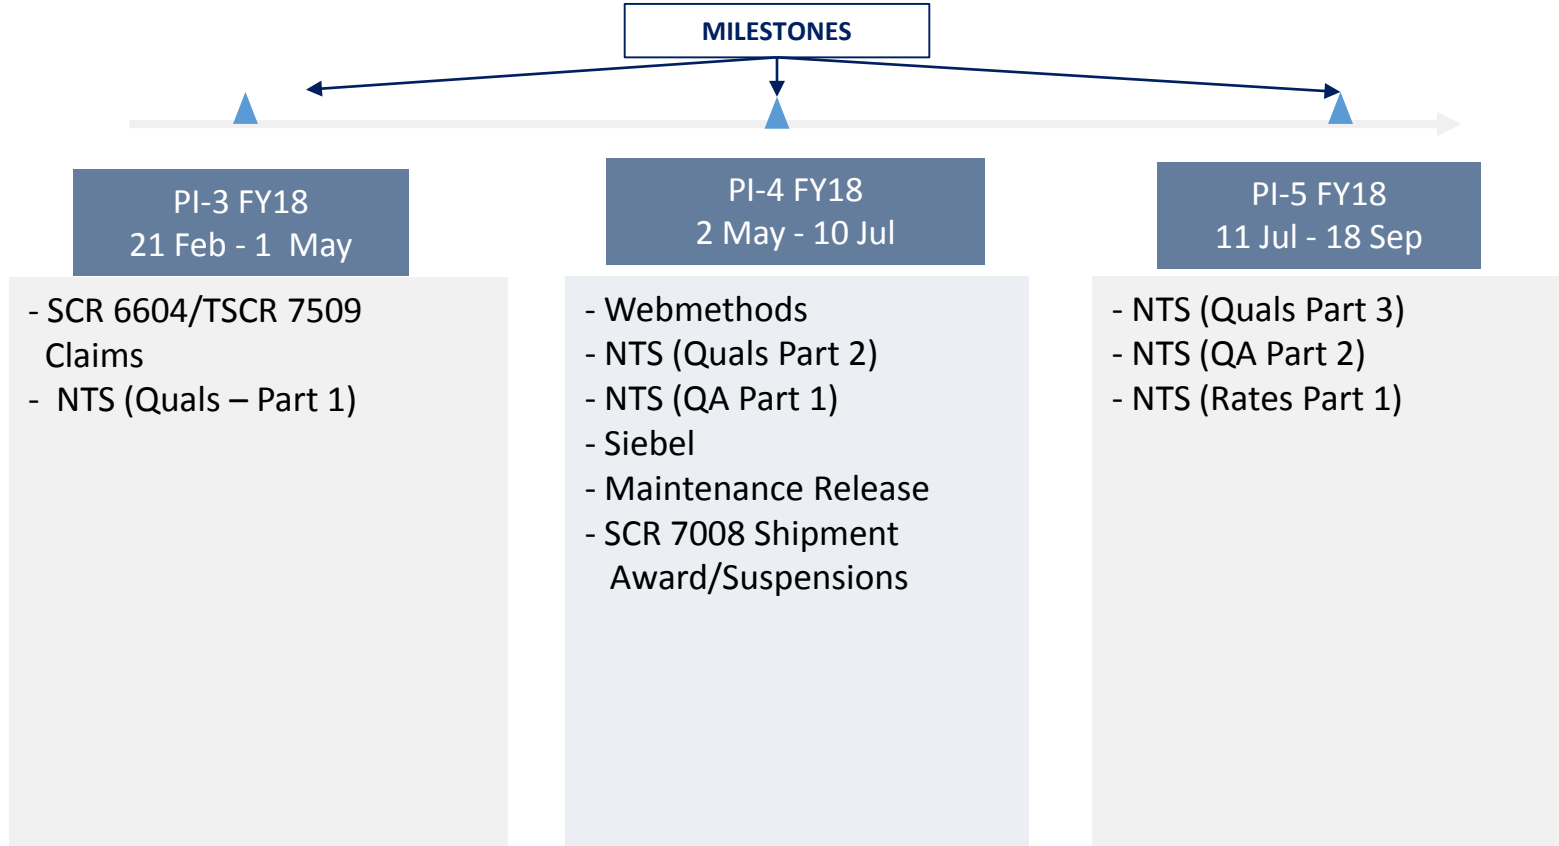 MILESTONES
PI-3 FY18
21 Feb - 1 May
- SCR 6604/TSCR 7509
Claims
- NTS (Quals – Part 1)
PI-4 FY18
2 May - 10 Jul
- Webmethods
- NTS (Quals Part 2)
- NTS (QA Part 1)
- Siebel
- Maintenance Release
- SCR 7008 Shipment
Award/Suspensions
PI-5 FY18
11 Jul - 18 Sep
- NTS (Quals Part 3)
- NTS (QA Part 2)
- NTS (Rates Part 1)